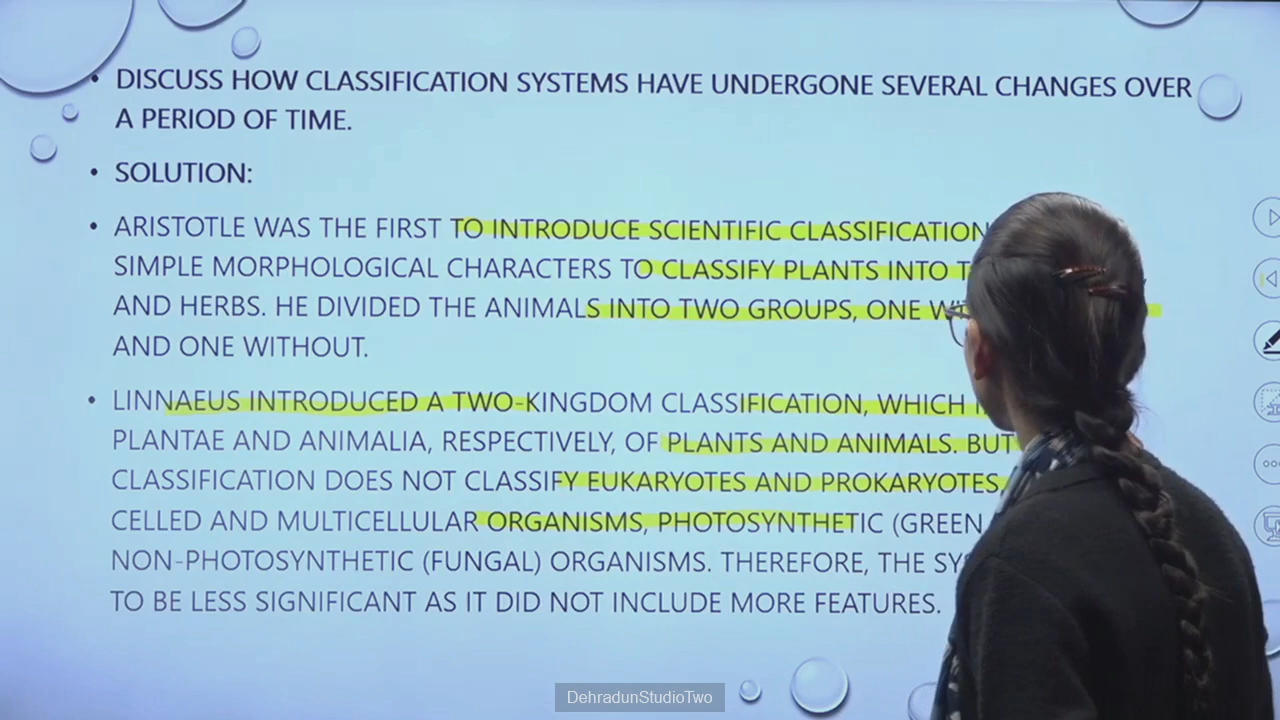 DISCUSS HOW CLASSIFICATION SYSTEMS HAVE UNDERGONE SEVERAL CHANGES OVER
A PERIOD OF TIME.
SOLUTION:
ARISTOTLE WAS THE FIRST TO INTRODUCE SCIENTIFIC CLASSIFICATION
SIMPLE MORPHOLOGICAL CHARACTERS TO CLASSIFY PLANTS INTO
AND HERBS. HE DIVIDED THE ANIMALS INTO TWO GROUPS, ONE
AND ONE WITHOUT.
LINNAEUS INTRODUCED A TWO-KINGDOM CLASSIFICATION, WHICH
PLANTAE AND ANIMALIA, RESPECTIVELY, OF PLANTS AND ANIMALS. BUT
CLASSIFICATION DOES NOT CLASSIFY EUKARYOTES AND PROKARYOTES,
CELLED AND MULTICELLULAR ORGANISMS, PHOTOSYNTHETIC (GREEN
NON-PHOTOSYNTHETIC (FUNGAL) ORGANISMS. THEREFORE, THE
TO BE LESS SIGNIFICANT AS IT DID NOT INCLUDE MORE FEATURES.
DehradunStudioTwo